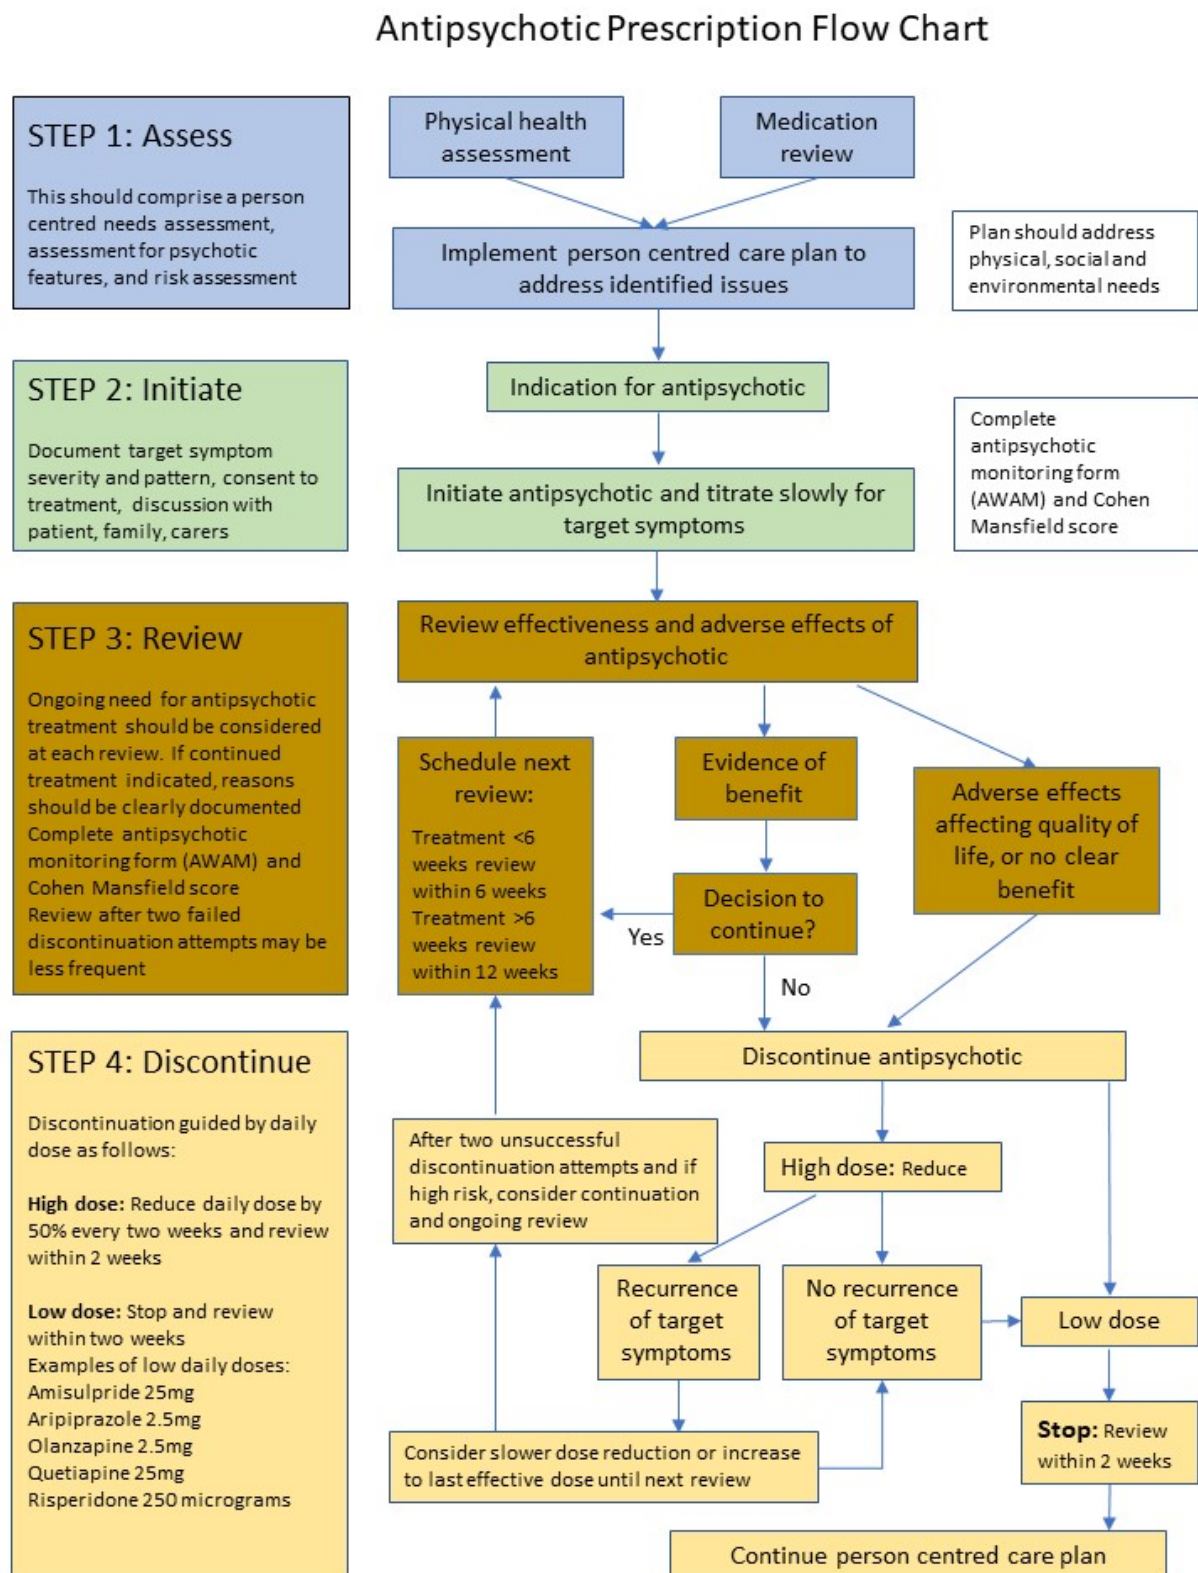 Antipsychotic Prescription Flow Chart
STEP 1: Assess
This should comprise a person
centred needs assessment,
assessment for psychotic
features, and risk assessment
Physical health
assessment
Medication
review
Implement person centred care plan to
address identified issues
Plan should address
physical, social and
environmental needs
STEP 2: Initiate
Document target symptom
severity and pattern, consent to
treatment, discussion with
patient, family, carers
Indication for antipsychotic
Initiate antipsychotic and titrate slowly for
target symptoms
Complete
antipsychotic
monitoring form
(AWAM) and Cohen
Mansfield score
STEP 3: Review
Ongoing need for antipsychotic
treatment should be considered
at each review. If continued
treatment indicated, reasons
should be clearly documented
Complete antipsychotic
monitoring form (AWAM) and
Cohen Mansfield score
Review after two failed
discontinuation attempts may be
less frequent
Review effectiveness and adverse effects of
antipsychotic
Schedule next
review:
Treatment <6
weeks review
within 6 weeks
Treatment >6
weeks review
within 12 weeks
Evidence of
benefit
Decision to
continue?
Yes
No
Adverse effects
affecting quality of
life, or no clear
benefit
STEP 4: Discontinue
Discontinuation guided by daily
dose as follows:
High dose: Reduce daily dose by
50% every two weeks and review
within 2 weeks
Low dose: Stop and review
within two weeks
Examples of low daily doses:
Amisulpride 25mg
Aripiprazole 2.5mg
Olanzapine 2.5mg
Quetiapine 25mg
Risperidone 250 micrograms
Discontinue antipsychotic
After two unsuccessful
discontinuation attempts and if
high risk, consider continuation
and ongoing review
High dose: Reduce
Recurrence
of target
symptoms
No recurrence
of target
symptoms
Low dose
Consider slower dose reduction or increase
to last effective dose until next review
Stop: Review
within 2 weeks
Continue person centred care plan